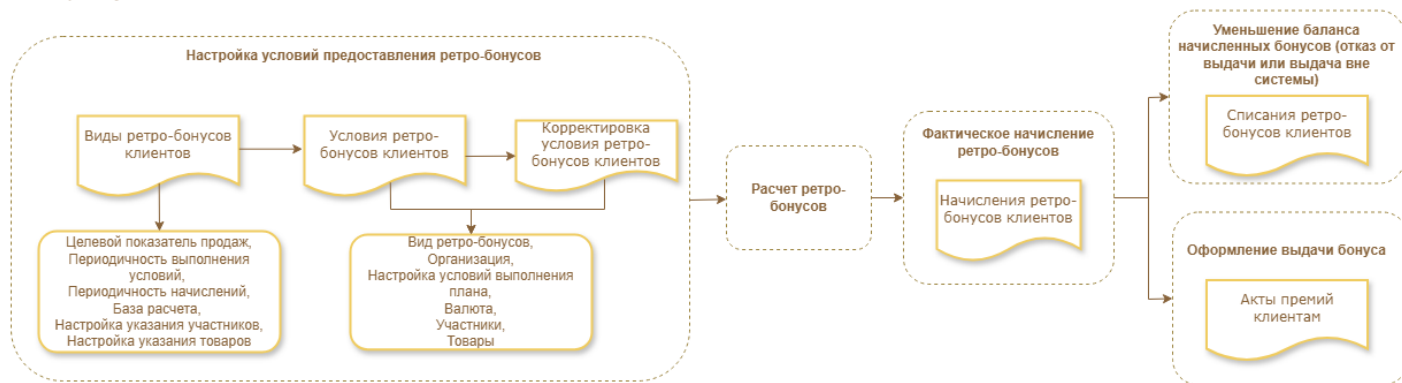 Настройка условий предоставления ретро-бонусов
Виды ретро-бонусов
клиентов
Условия ретро-
бонусов клиентов
Корректировка
условия ретро-
бонусов клиентов
Целевой показатель продаж,
Периодичность выполнения
условий,
Периодичность начислений,
База расчета,
Настройка указания участников,
Настройка указания товаров
Вид ретро-бонусов,
Организация,
Настройка условий выполнения
плана,
Валюта,
Участники,
Товары
Расчет ретро-
бонусов
Фактическое начисление
ретро-бонусов
Начисления ретро-
бонусов клиентов
Уменьшение баланса
начисленных бонусов (отказ от
выдачи или выдача вне
системы)
Списания ретро-
бонусов клиентов
Оформление выдачи бонуса
Акты премий
клиентам